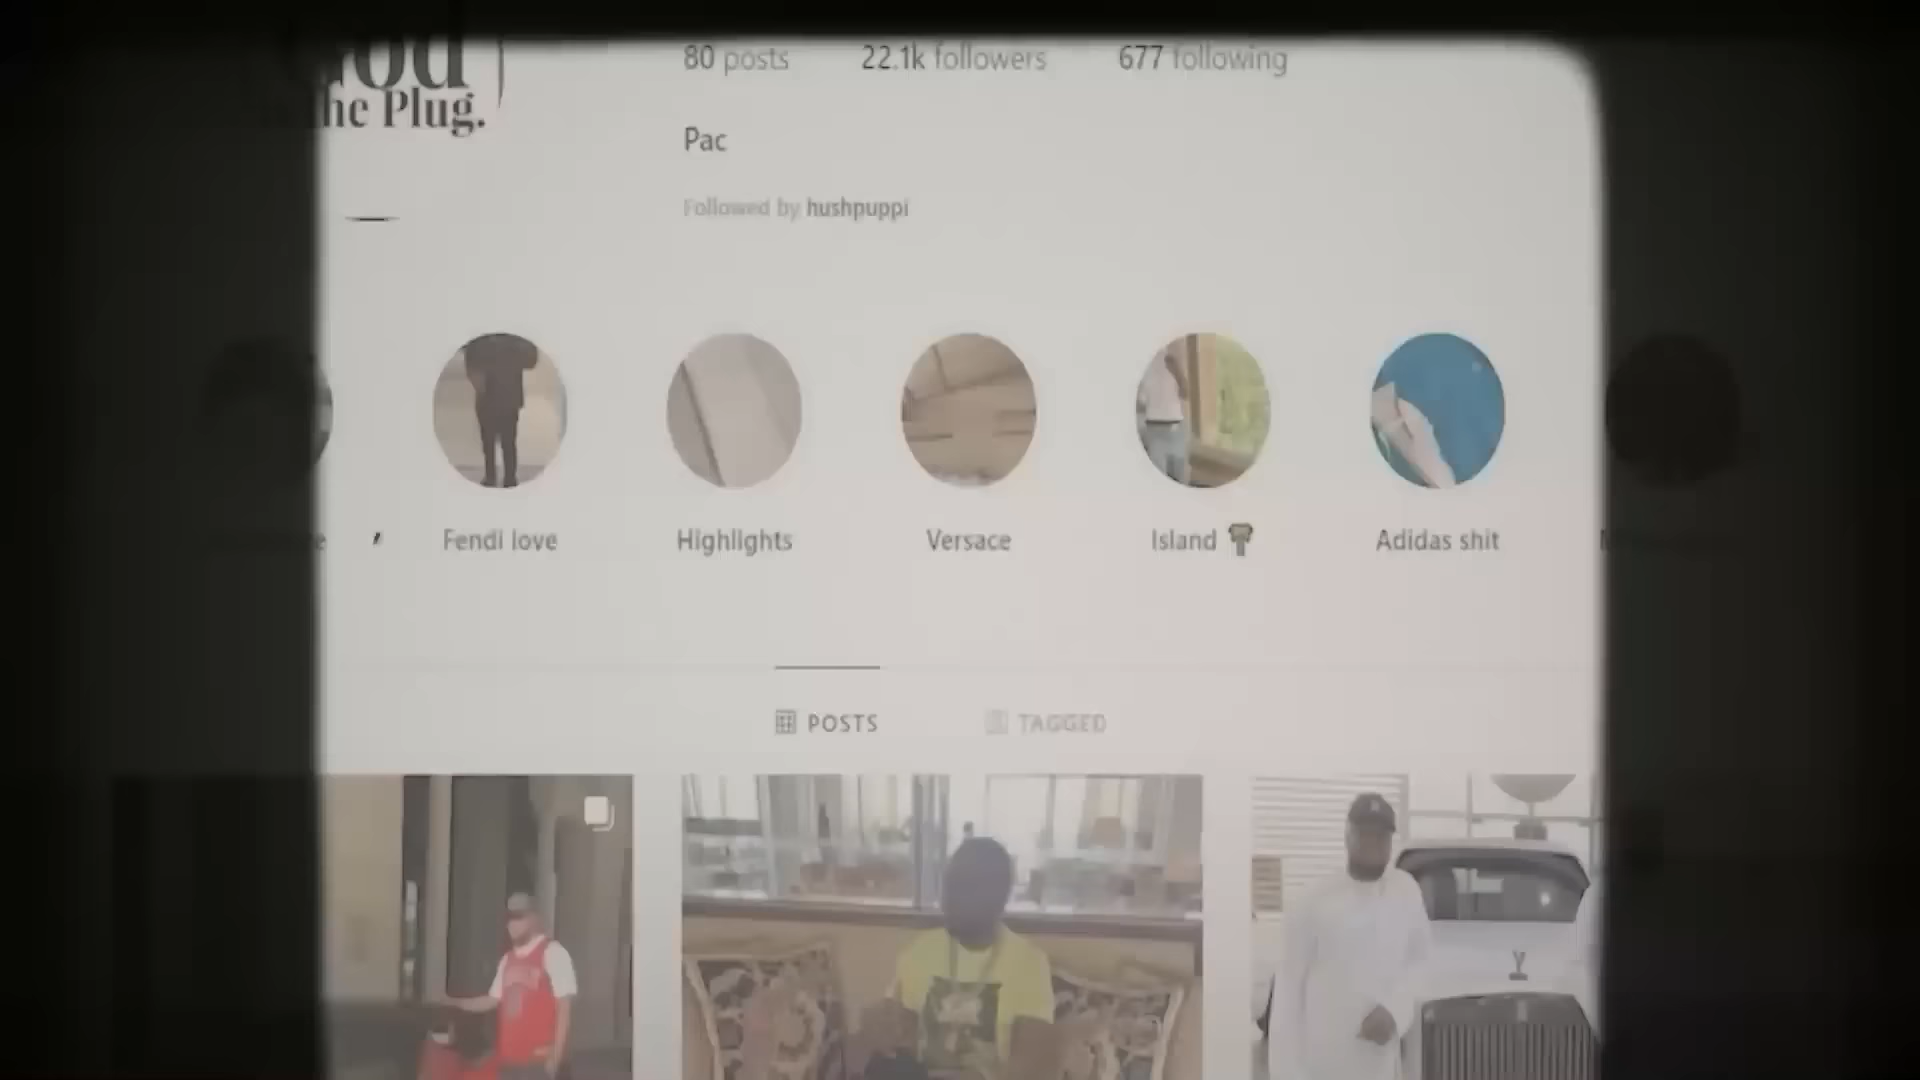 God
he Plug.
80 posts 22.1k followers 677 following
Pac
Followed by hushpuppi
Fendi love Highlights Versace Island Adidas shit
POSTS TAGGED